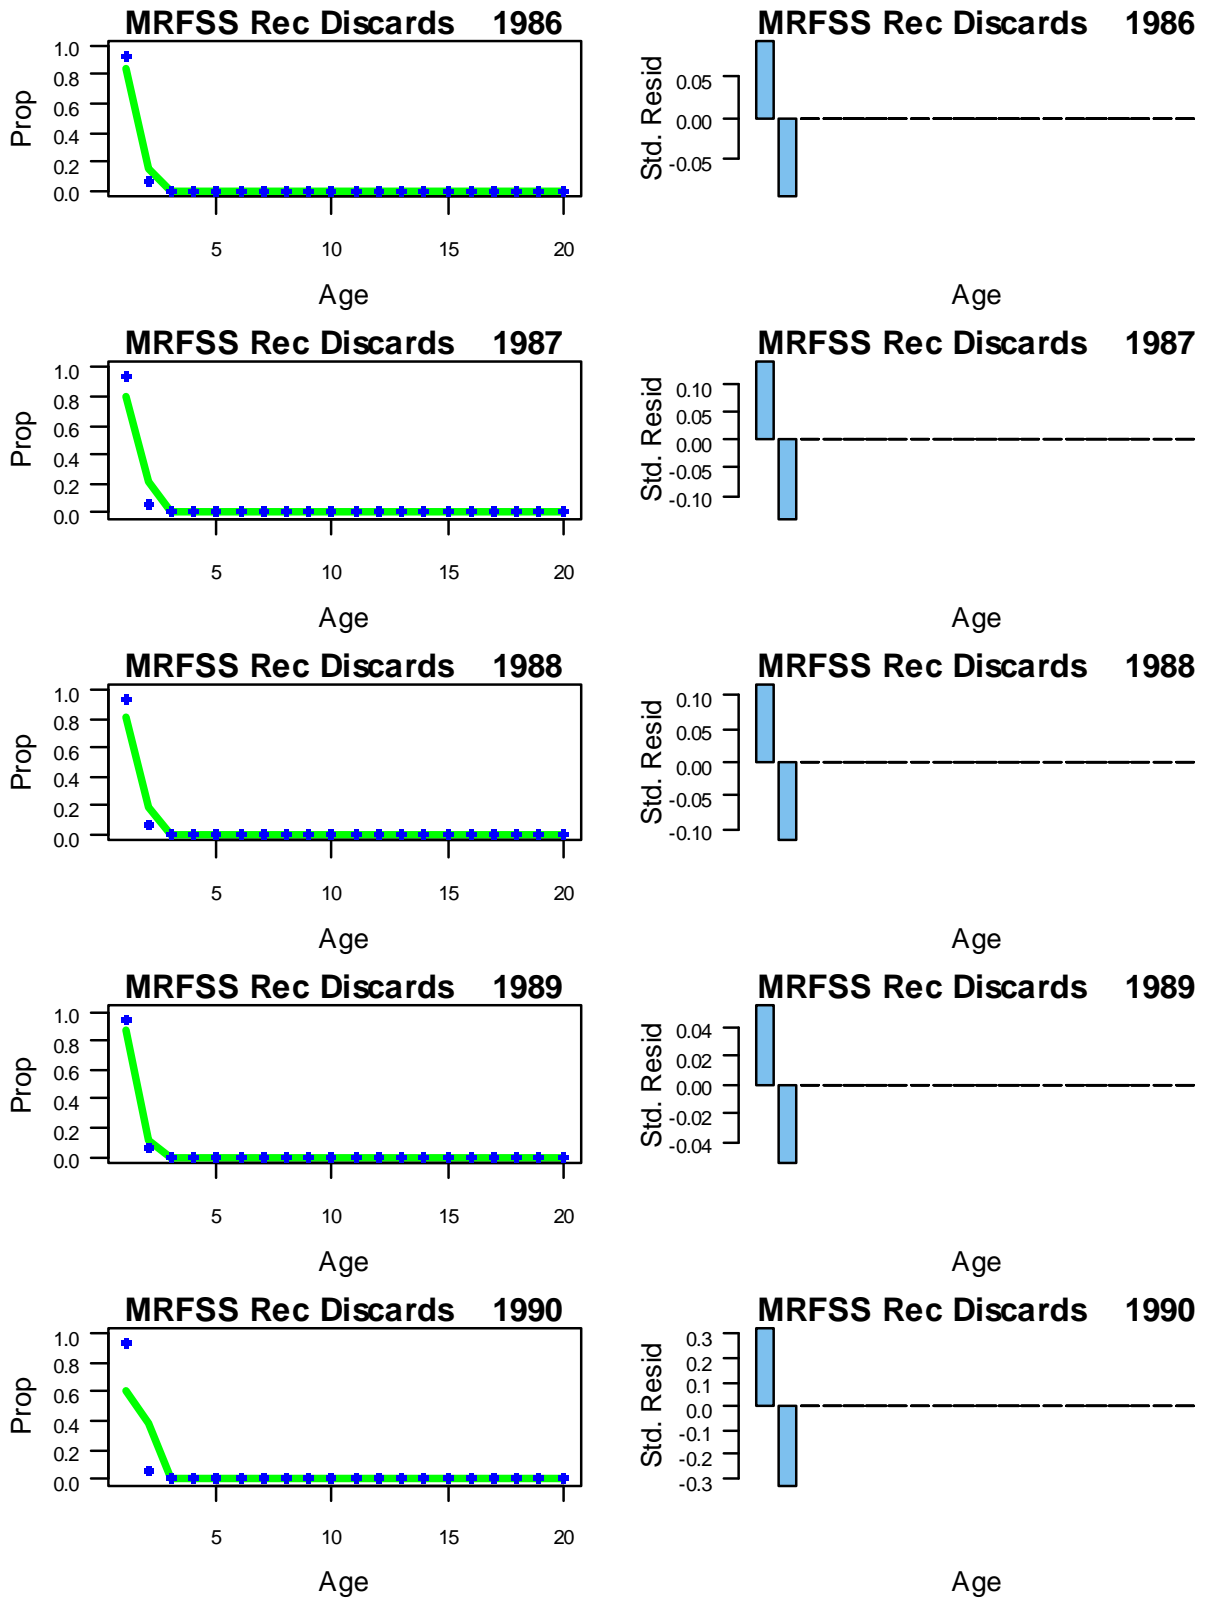 MRFSS Rec Discards 1986
Prop
1.0
0.8
0.6
0.4
0.2
0.0
5 10 15 20
Age
MRFSS Rec Discards 1986
Std. Resid
0.05
0.00
-0.05
Age
MRFSS Rec Discards 1987
Prop
1.0
0.8
0.6
0.4
0.2
0.0
5 10 15 20
Age
MRFSS Rec Discards 1987
Std. Resid
0.10
0.05
0.00
-0.05
-0.10
Age
MRFSS Rec Discards 1988
Prop
1.0
0.8
0.6
0.4
0.2
0.0
5 10 15 20
Age
MRFSS Rec Discards 1988
Std. Resid
0.10
0.05
0.00
-0.05
-0.10
Age
MRFSS Rec Discards 1989
Prop
1.0
0.8
0.6
0.4
0.2
0.0
5 10 15 20
Age
MRFSS Rec Discards 1989
Std. Resid
0.04
0.02
0.00
-0.02
-0.04
Age
MRFSS Rec Discards 1990
Prop
1.0
0.8
0.6
0.4
0.2
0.0
5 10 15 20
Age
MRFSS Rec Discards 1990
Std. Resid
0.3
0.2
0.1
0.0
-0.1
-0.2
-0.3
Age